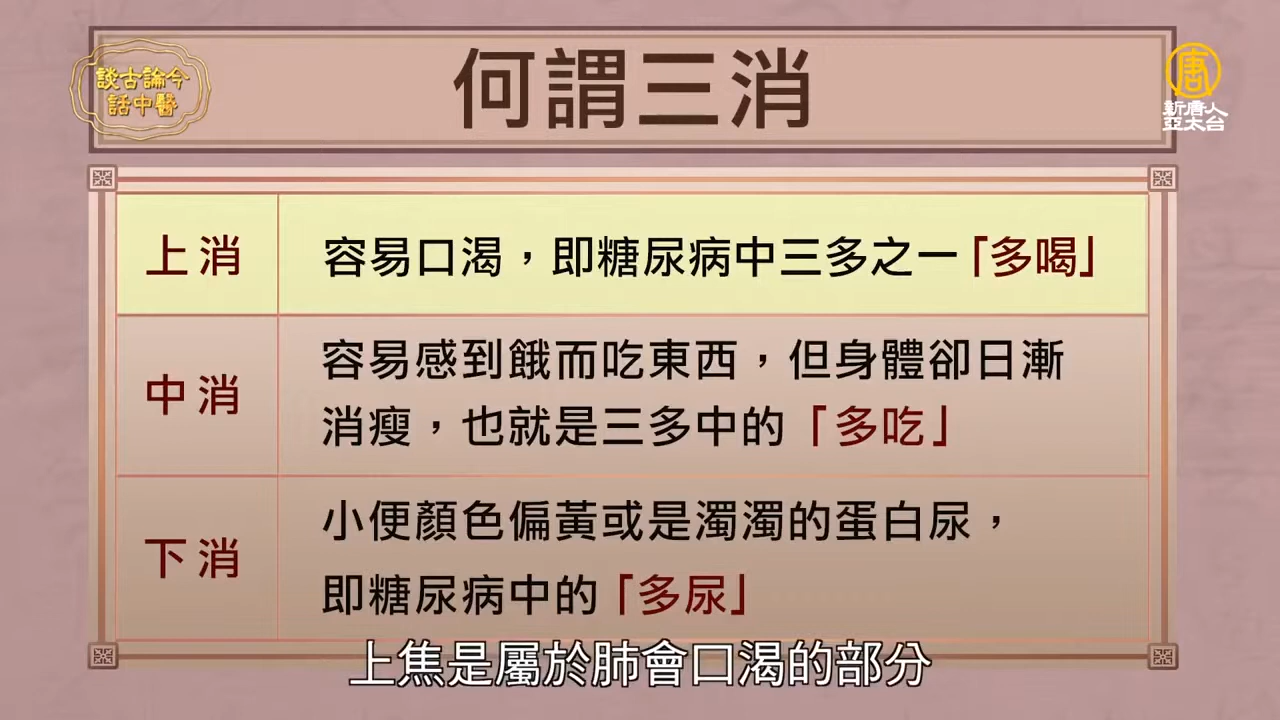 談古論今
話中醫
何謂三消
新唐人
亞太台
上消
容易口渴，即糖尿病中三多之一「多喝」
中消
容易感到餓而吃東西，但身體卻日漸
消瘦，也就是三多中的「多吃」
下消
小便顏色偏黃或是濁濁的蛋白尿，
即糖尿病中的「多尿」
上焦是屬於肺會口渴的部分